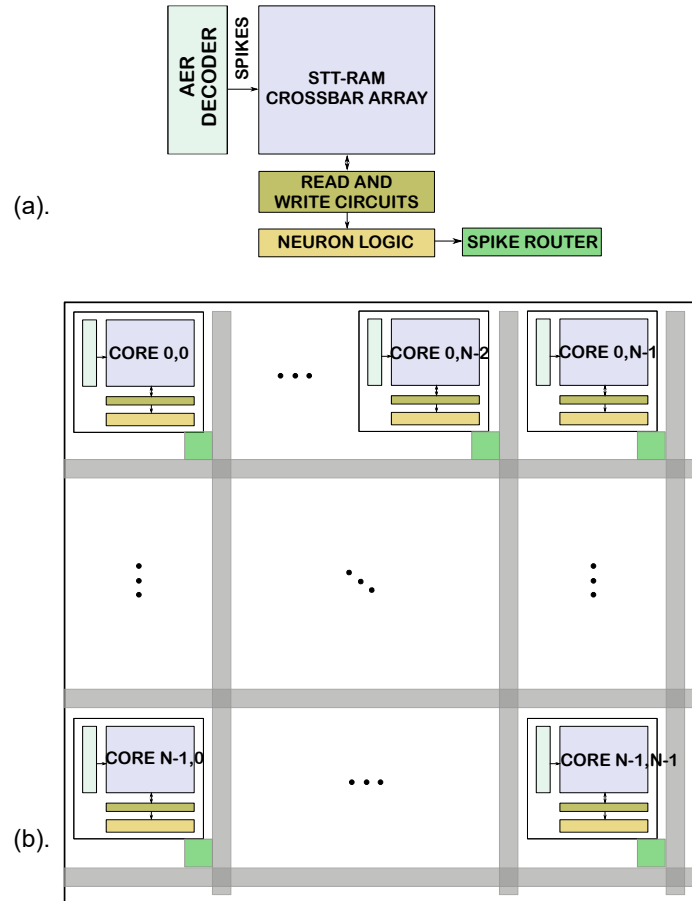 AER
DECODER
SPIKES
STT-RAM
CROSSBAR ARRAY
READ AND
WRITE CIRCUITS
(a).
NEURON LOGIC
SPIKE ROUTER
CORE 0,0
CORE 0,N-2
CORE 0,N-1
CORE N-1,0
CORE N-1,N-1
(b).